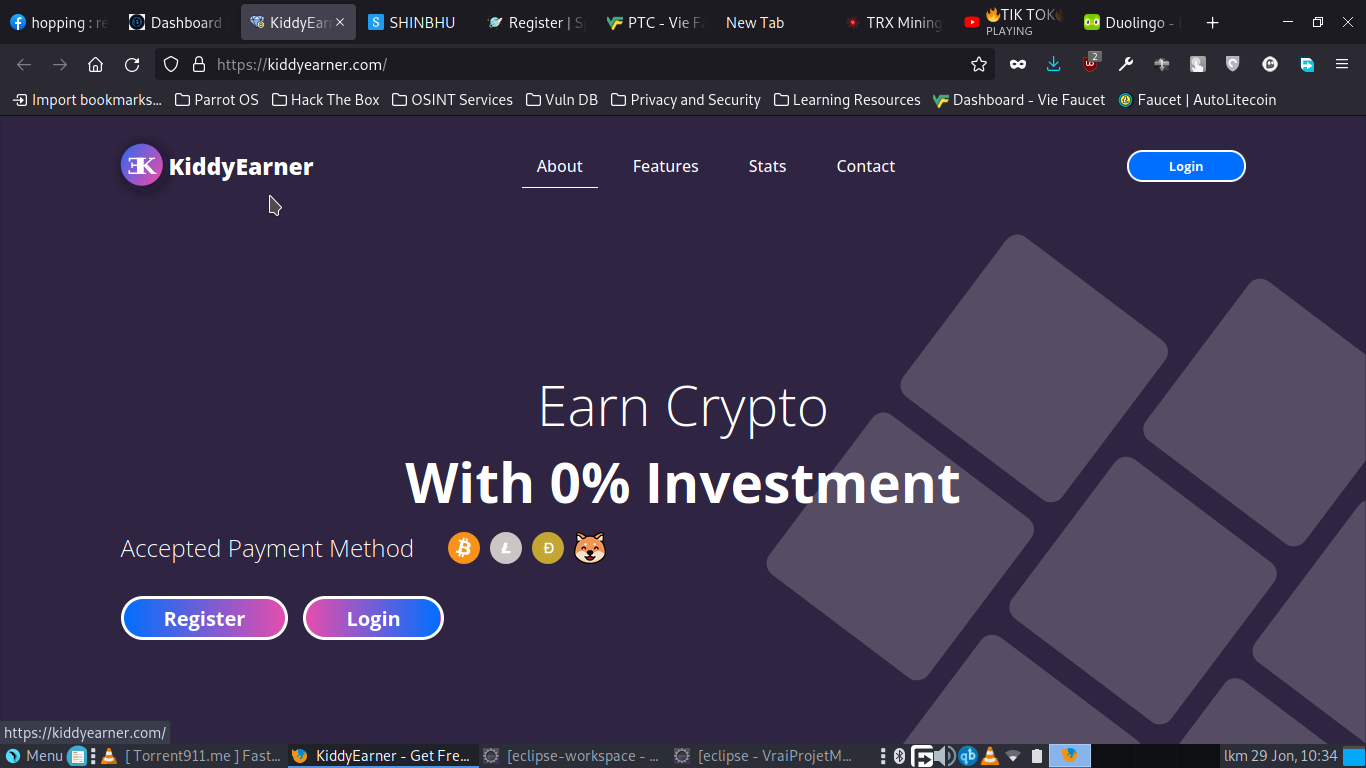 hopping : re
Dashboard
KiddyEarn
SHINBHU
Register | S
PTC - Vie Fa
New Tab
TRX Mining
🔥TIK TOK
PLAYING
Duolingo -
https://kiddyearner.com/
2
Import bookmarks...
Parrot OS
Hack The Box
OSINT Services
Vuln DB
Privacy and Security
Learning Resources
Dashboard - Vie Faucet
Faucet | AutoLitecoin
KiddyEarner
About
Features
Stats
Contact
Login
Earn Crypto
With 0% Investment
Accepted Payment Method
Register
Login
https://kiddyearner.com/
Menu
[ Torrent911.me ] Fast...
KiddyEarner - Get Fre...
[eclipse-workspace - ...
[eclipse - VraiProjetM...
lkm 29 Jon, 10:34